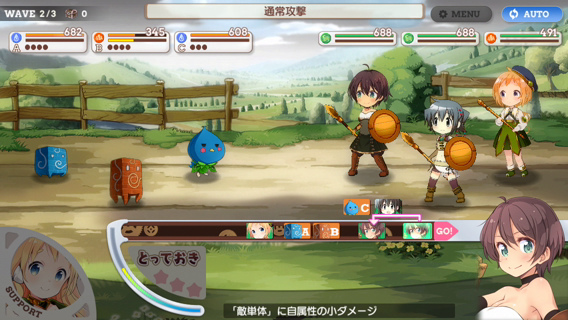 WAVE 2/3 0
通常攻撃
MENU
AUTO
682
A
345
B
608
C
688
688
491
C
A
B
GO!
とっておき
SUPPORT
「敵単体」に自属性の小ダメージ